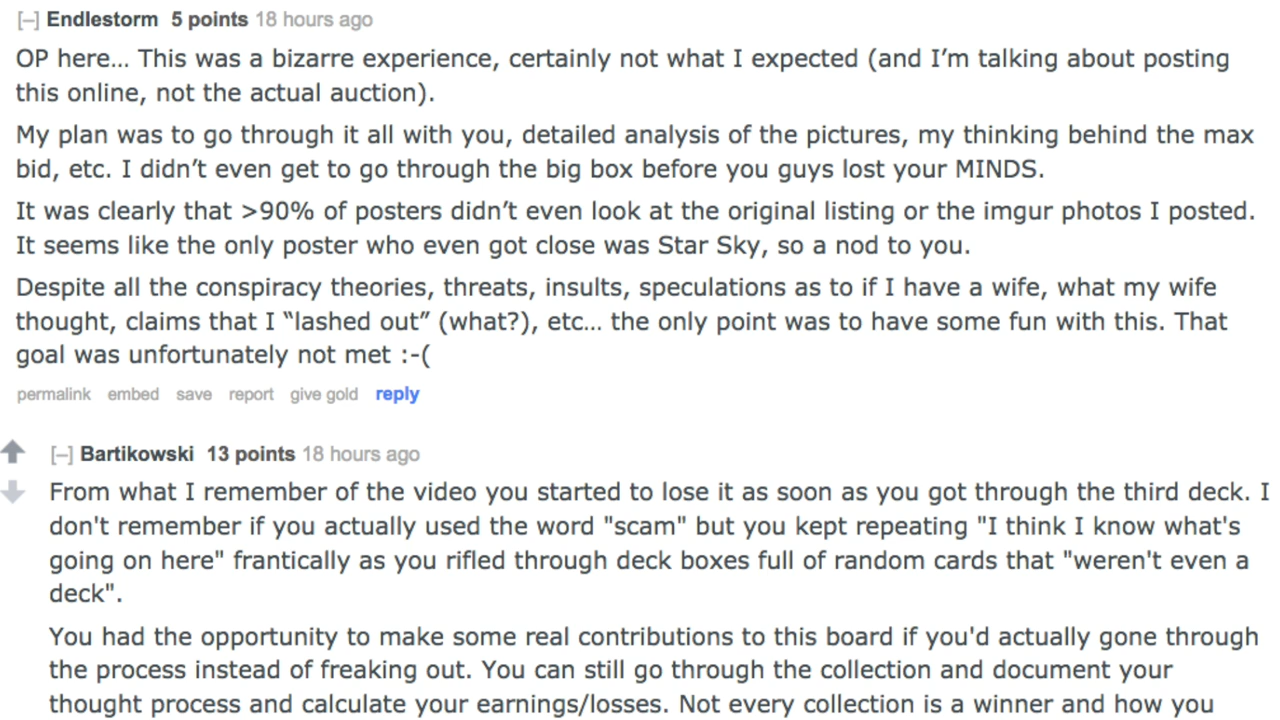 [–] Endlestorm 5 points 18 hours ago
OP here... This was a bizarre experience, certainly not what I expected (and I’m talking about posting
this online, not the actual auction).
My plan was to go through it all with you, detailed analysis of the pictures, my thinking behind the max
bid, etc. I didn’t even get to go through the big box before you guys lost your MINDS.
It was clearly that >90% of posters didn’t even look at the original listing or the imgur photos I posted.
It seems like the only poster who even got close was Star Sky, so a nod to you.
Despite all the conspiracy theories, threats, insults, speculations as to if I have a wife, what my wife
thought, claims that I “lashed out” (what?), etc... the only point was to have some fun with this. That
goal was unfortunately not met :-(
permalink embed save report give gold reply
[–] Bartikowski 13 points 18 hours ago
From what I remember of the video you started to lose it as soon as you got through the third deck. I
don't remember if you actually used the word "scam" but you kept repeating "I think I know what's
going on here" frantically as you rifled through deck boxes full of random cards that "weren't even a
deck".
You had the opportunity to make some real contributions to this board if you'd actually gone through
the process instead of freaking out. You can still go through the collection and document your
thought process and calculate your earnings/losses. Not every collection is a winner and how you